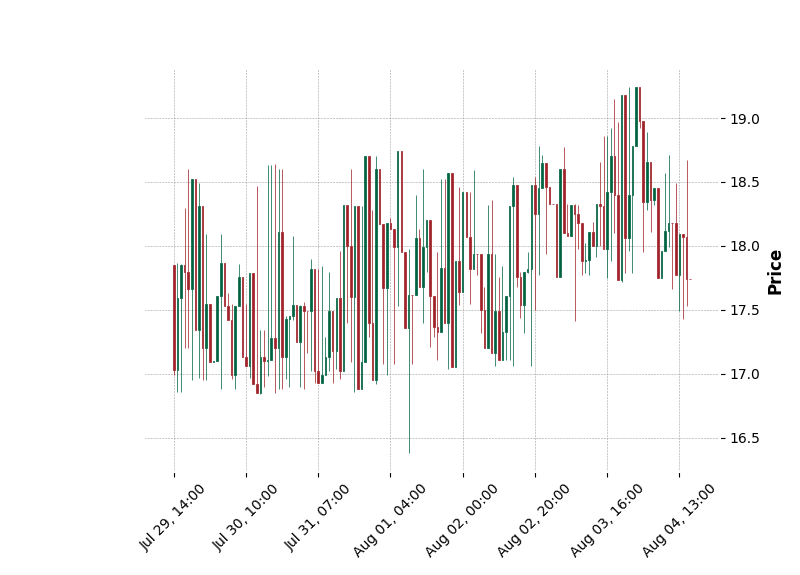 19.0
18.5
18.0
17.5
17.0
16.5
Price
Jul 29, 14:00
Jul 30, 10:00
Jul 31, 07:00
Aug 01, 04:00
Aug 02, 00:00
Aug 02, 20:00
Aug 03, 16:00
Aug 04, 13:00